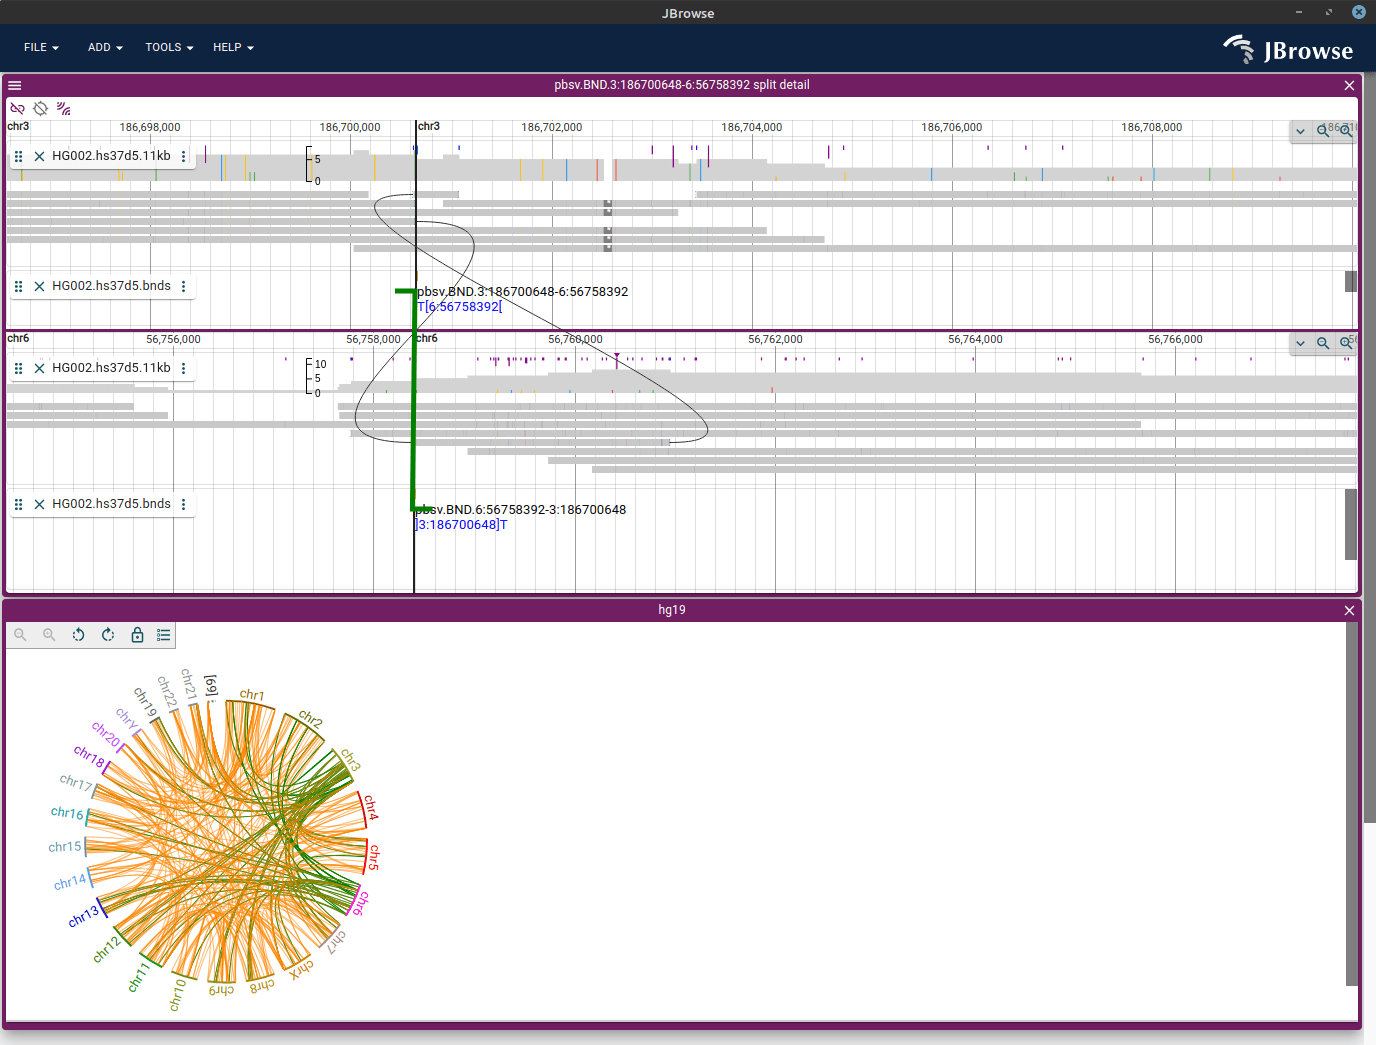 JBrowse
FILE ADD TOOLS HELP JBrowse
pbsv.BND.3:186700648-6:56758392 split detail
chr3 186,698,000 186,700,000 chr3 186,702,000 186,704,000 186,706,000 186,708,000
HG002.hs37d5.11kb 5
0
HG002.hs37d5.bnds
pbsv.BND.3:186700648-6:56758392
T[6:56758392[
chr6 56,756,000 56,758,000 chr6 56,760,000 56,762,000 56,764,000 56,766,000
HG002.hs37d5.11kb 10
5
0
HG002.hs37d5.bnds
pbsv.BND.6:56758392-3:186700648
]3:186700648]T
hg19
[69]
chr1
chr2
chr3
chr4
chr5
chr6
chr7
chrX
chr8
chr9
chr10
chr11
chr12
chr13
chr14
chr15
chr16
chr17
chr18
chr20
chrY
chr19
chr22
chr21